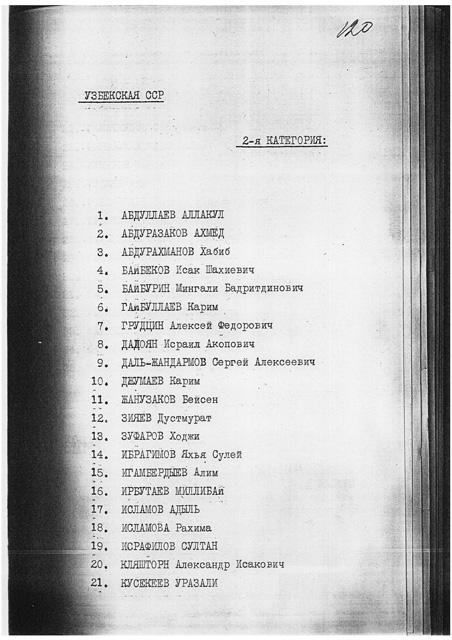 120
УЗБЕКСКАЯ ССР
2-я КАТЕГОРИЯ:
1. АБДУЛЛАЕВ АЛЛАКУЛ
2. АБДУРАЗАКОВ АХМЕД
3. АБДУРАХМАНОВ Хабиб
4. БАЙБЕКОВ Исак Шахиевич
5. БАЙБУРИН Мингали Бадритдинович
6. ГАЙБУЛЛАЕВ Карим
7. ГРУДЦИН Алексей Федорович
8. ДАДОЯН Исраил Акопович
9. ДАЛЬ-ЖАНДАРМОВ Сергей Алексеевич
10. ДЖУМАЕВ Карим
11. ЖАНУЗАКОВ Бейсен
12. ЗИЯЕВ Дустмурат
13. ЗУФАРОВ Ходжи
14. ИБРАГИМОВ Яхья Сулей
15. ИГАМБЕРДЫЕВ Алим
16. ИРБУТАЕВ МИЛЛИБАЙ
17. ИСЛАМОВ АДЫЛЬ
18. ИСЛАМОВА Рахима
19. ИСРАФИЛОВ СУЛТАН
20. КЛЯШТОРН Александр Исакович
21. КУСЕКЕЕВ УРАЗАЛИ